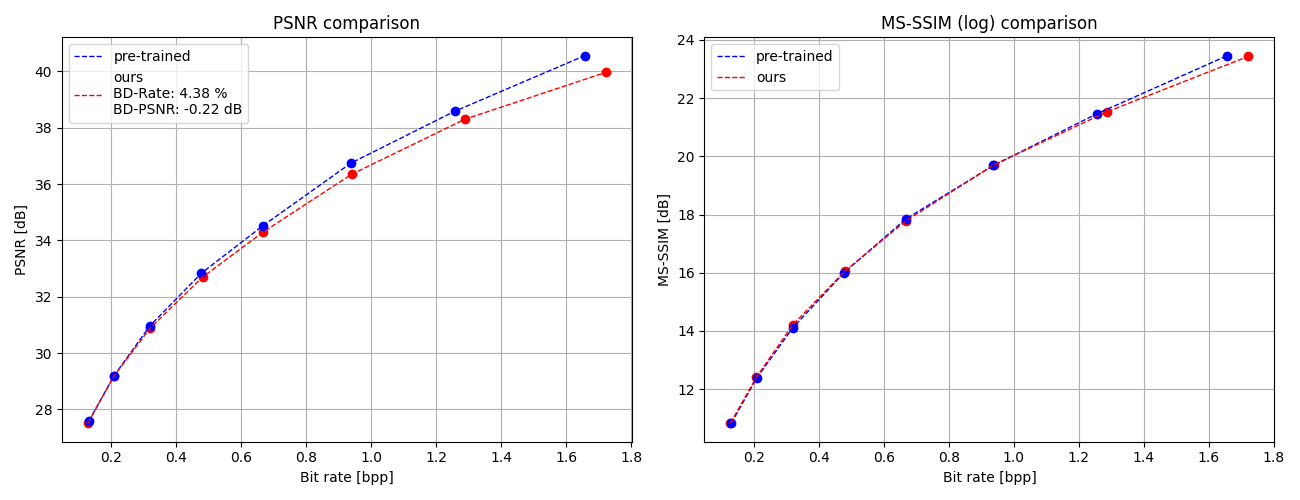 PSNR comparison
pre-trained
ours
BD-Rate: 4.38 %
BD-PSNR: -0.22 dB
40
38
36
34
32
30
28
PSNR [dB]
0.2 0.4 0.6 0.8 1.0 1.2 1.4 1.6 1.8
Bit rate [bpp]
MS-SSIM (log) comparison
pre-trained
ours
24
22
20
18
16
14
12
MS-SSIM [dB]
0.2 0.4 0.6 0.8 1.0 1.2 1.4 1.6 1.8
Bit rate [bpp]